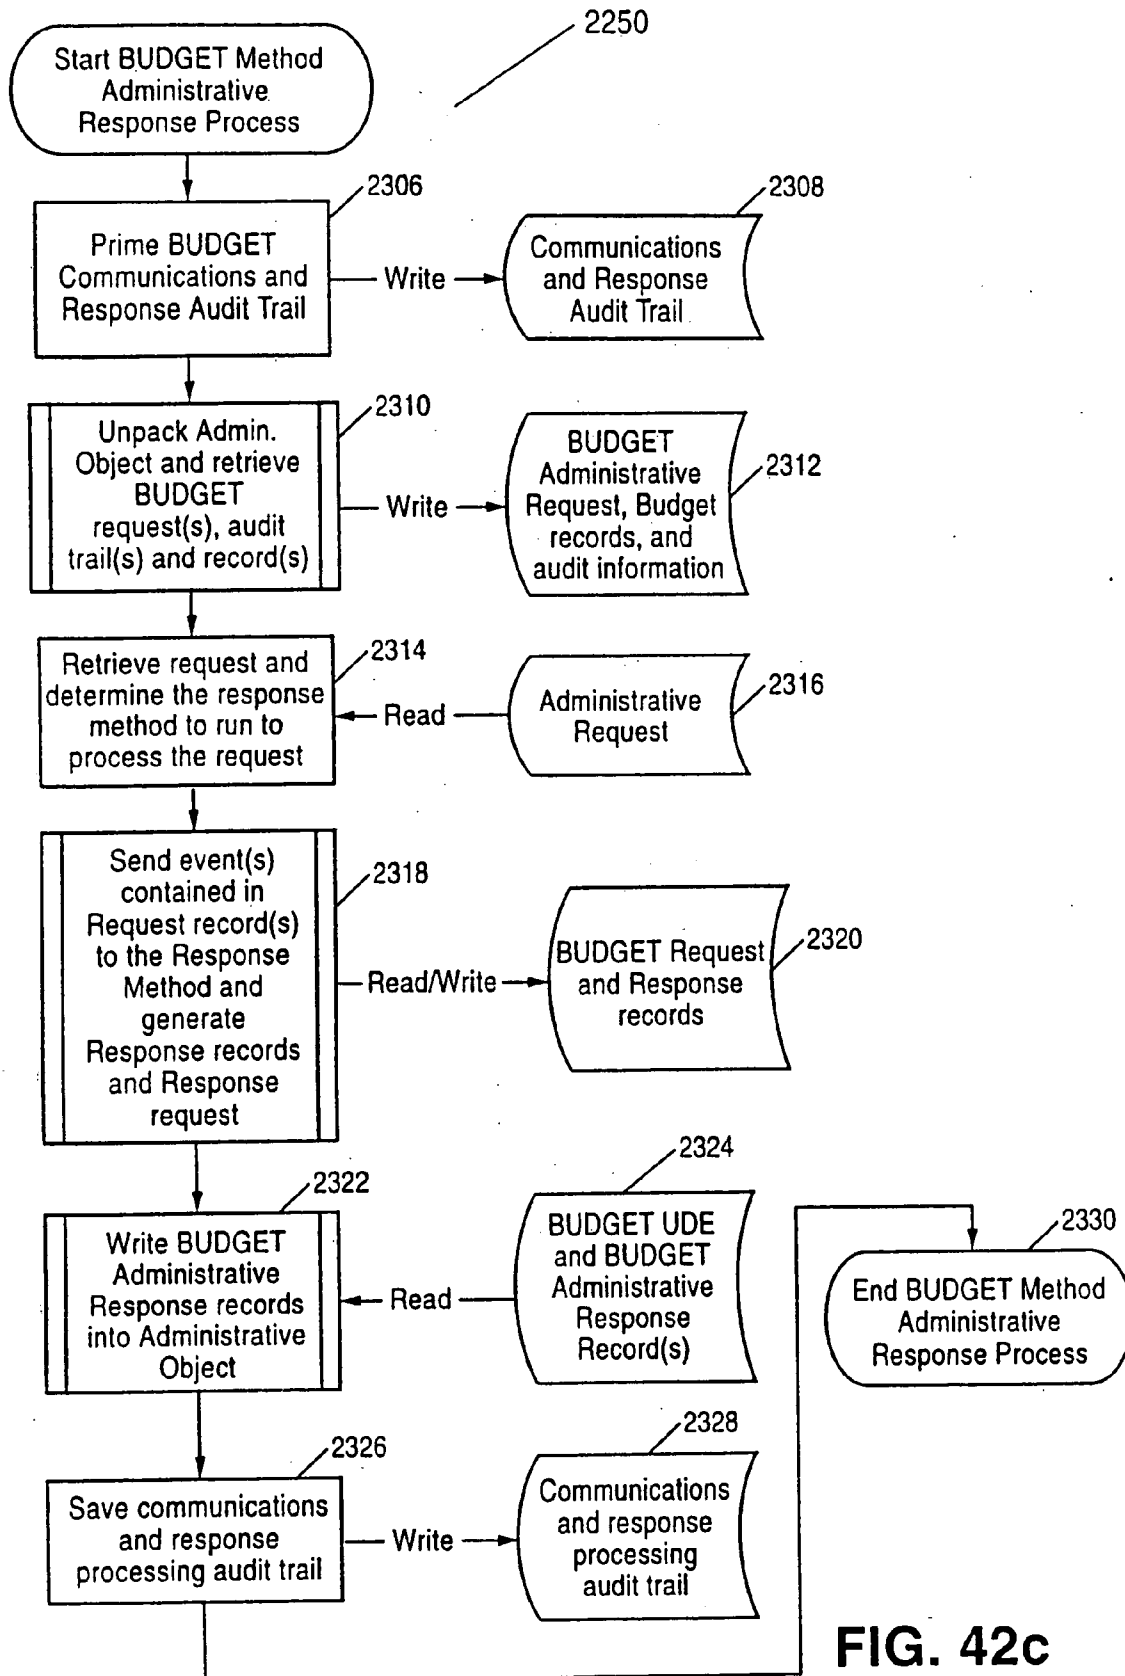 2250
Start BUDGET Method
Administrative
Response Process
2306
Prime BUDGET
Communications and
Response Audit Trail
Write
2308
Communications
and Response
Audit Trail
2310
Unpack Admin.
Object and retrieve
BUDGET
request(s), audit
trail(s) and record(s)
Write
BUDGET
Administrative
Request, Budget
records, and
audit information
2312
2314
Retrieve request and
determine the response
method to run to
process the request
Read
Administrative
Request
2316
Send event(s)
contained in
Request record(s)
to the Response
Method and
generate
Response records
and Response
request
2318
Read/Write
BUDGET Request
and Response
records
2320
2322
Write BUDGET
Administrative
Response records
into Administrative
Object
Read
2324
BUDGET UDE
and BUDGET
Administrative
Response
Record(s)
2330
End BUDGET Method
Administrative
Response Process
2326
Save communications
and response
processing audit trail
Write
2328
Communications
and response
processing
audit trail
FIG. 42c